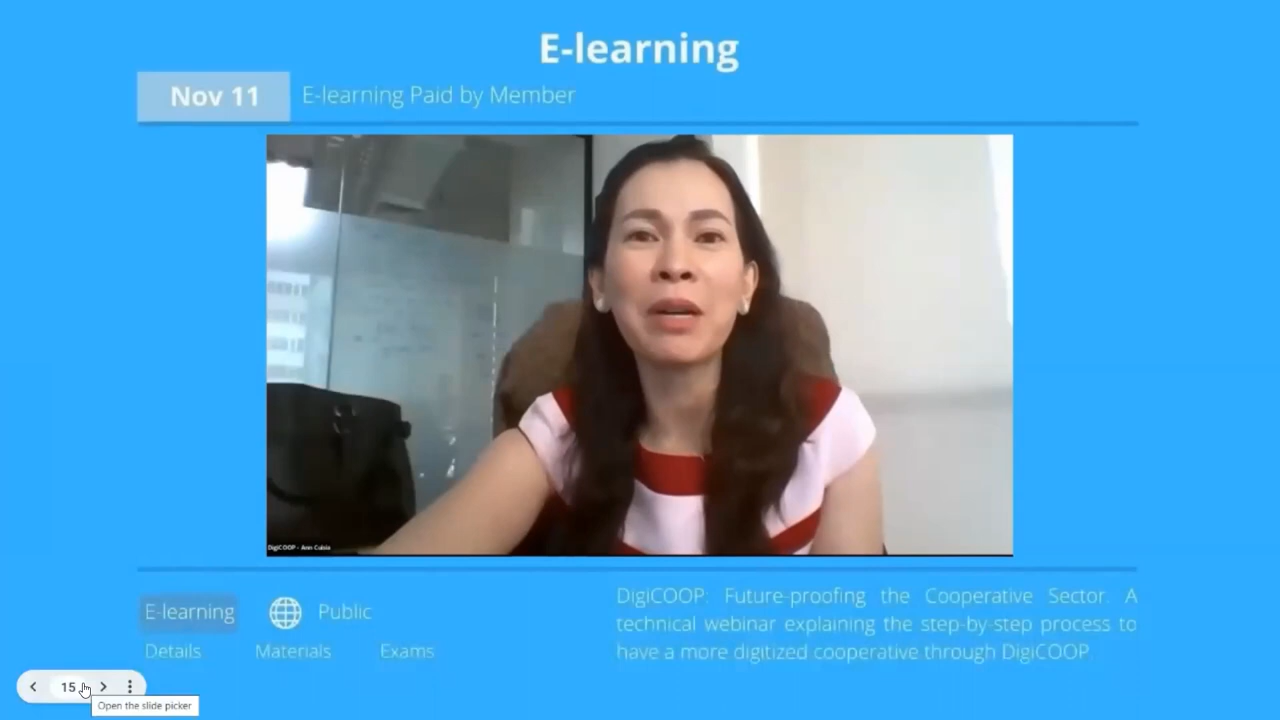 E-learning
Nov 11
E-learning Paid by Member
DigiCOOP - Ann Cuisia
E-learning
Public
DigiCOOP: Future-proofing the Cooperative Sector. A
technical webinar explaining the step-by-step process to
have a more digitized cooperative through DigiCOOP
Details
Materials
Exams
15
Open the slide picker